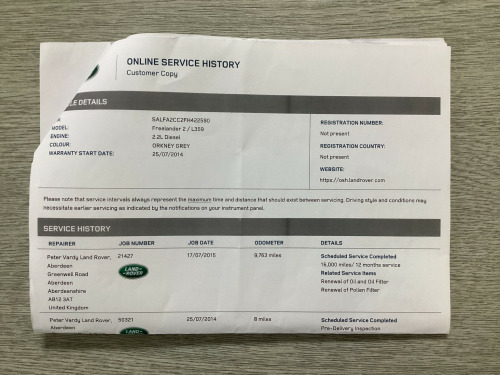 ONLINE SERVICE HISTORY
Customer Copy
LE DETAILS
SALFA2CC2FH422590
MODEL: Freelander 2 / L359
ENGINE: 2.2L Diesel
COLOUR: ORKNEY GREY
WARRANTY START DATE: 25/07/2014
REGISTRATION NUMBER:
Not present
REGISTRATION COUNTRY:
Not present
WEBSITE:
https://osh.landrover.com
Please note that service intervals always represent the maximum time and distance that should exist between servicing. Driving style and conditions may
necessitate earlier servicing as indicated by the notifications on your instrument panel.
SERVICE HISTORY
REPAIRER JOB NUMBER JOB DATE ODOMETER DETAILS
Peter Vardy Land Rover, 21427 17/07/2015 9,763 miles Scheduled Service Completed
Aberdeen 16,000 miles/ 12 months service
Greenwell Road LAND ROVER Related Service Items
Aberdeen Renewal of Oil and Oil Filter
Aberdeenshire Renewal of Pollen Filter
AB12 3AT
United Kingdom
Peter Vardy Land Rover, 50321 25/07/2014 8 miles Scheduled Service Completed
Aberdeen LAND Pre-Delivery Inspection